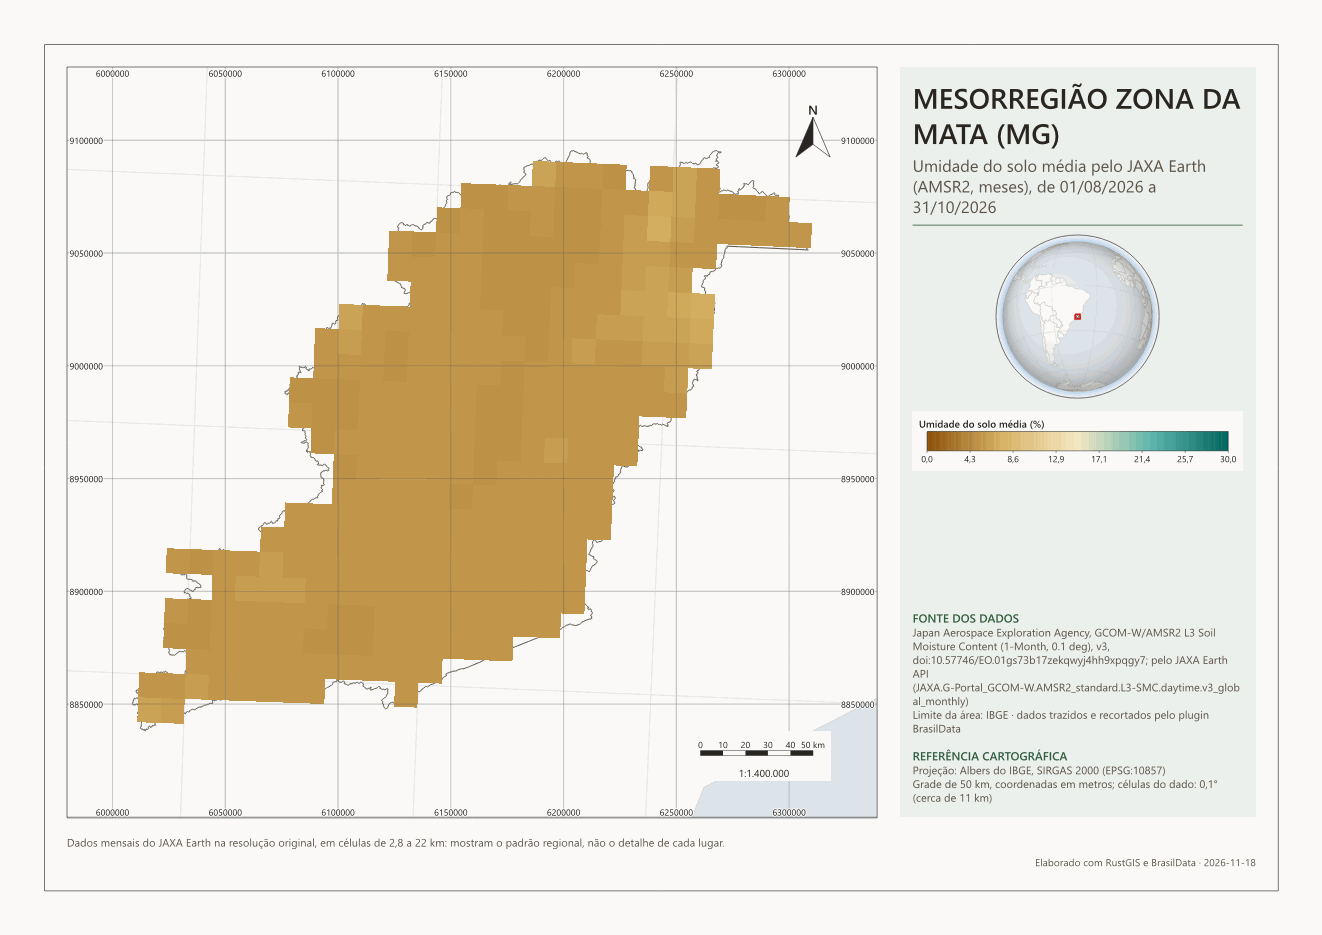 6000000 6050000 6100000 6150000 6200000 6250000 6300000
N
9100000 9100000
9050000 9050000
9000000 9000000
8950000 8950000
8900000 8900000
8850000 8850000
0 10 20 30 40 50 km
1:1.400.000
6000000 6050000 6100000 6150000 6200000 6250000 6300000
MESORREGIÃO ZONA DA
MATA (MG)
Umidade do solo média pelo JAXA Earth
(AMSR2, meses), de 01/08/2026 a
31/10/2026
Umidade do solo média (%)
0,0 4,3 8,6 12,9 17,1 21,4 25,7 30,0
FONTE DOS DADOS
Japan Aerospace Exploration Agency, GCOM-W/AMSR2 L3 Soil
Moisture Content (1-Month, 0.1 deg), v3,
doi:10.57746/EO.01gs73b17zekqwyj4hh9xpqgy7; pelo JAXA Earth
API
(JAXA.G-Portal_GCOM-W.AMSR2_standard.L3-SMC.daytime.v3_glob
al_monthly)
Limite da área: IBGE · dados trazidos e recortados pelo plugin
BrasilData
REFERÊNCIA CARTOGRÁFICA
Projeção: Albers do IBGE, SIRGAS 2000 (EPSG:10857)
Grade de 50 km, coordenadas em metros; células do dado: 0,1°
(cerca de 11 km)
Dados mensais do JAXA Earth na resolução original, em células de 2,8 a 22 km: mostram o padrão regional, não o detalhe de cada lugar.
Elaborado com RustGIS e BrasilData · 2026-11-18